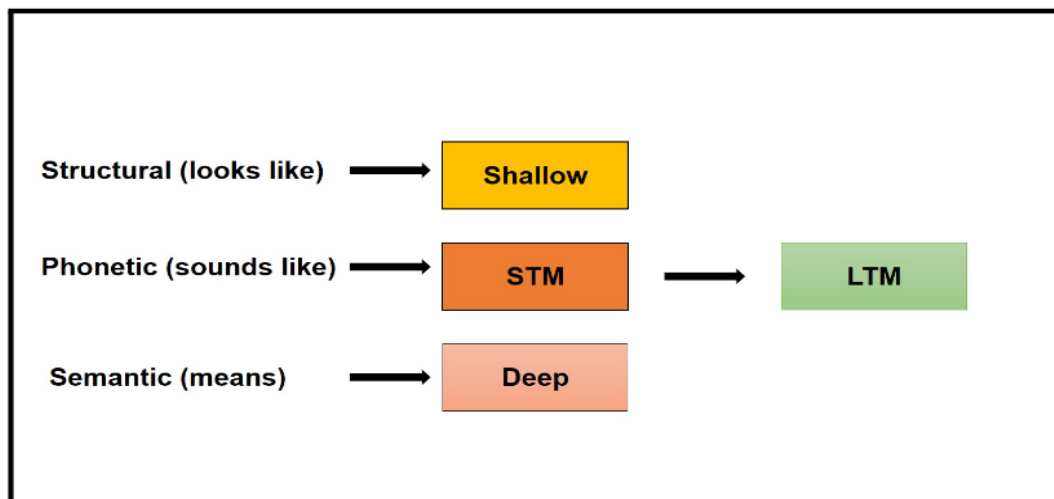 Structural (looks like)
Shallow
Phonetic (sounds like)
STM
LTM
Semantic (means)
Deep